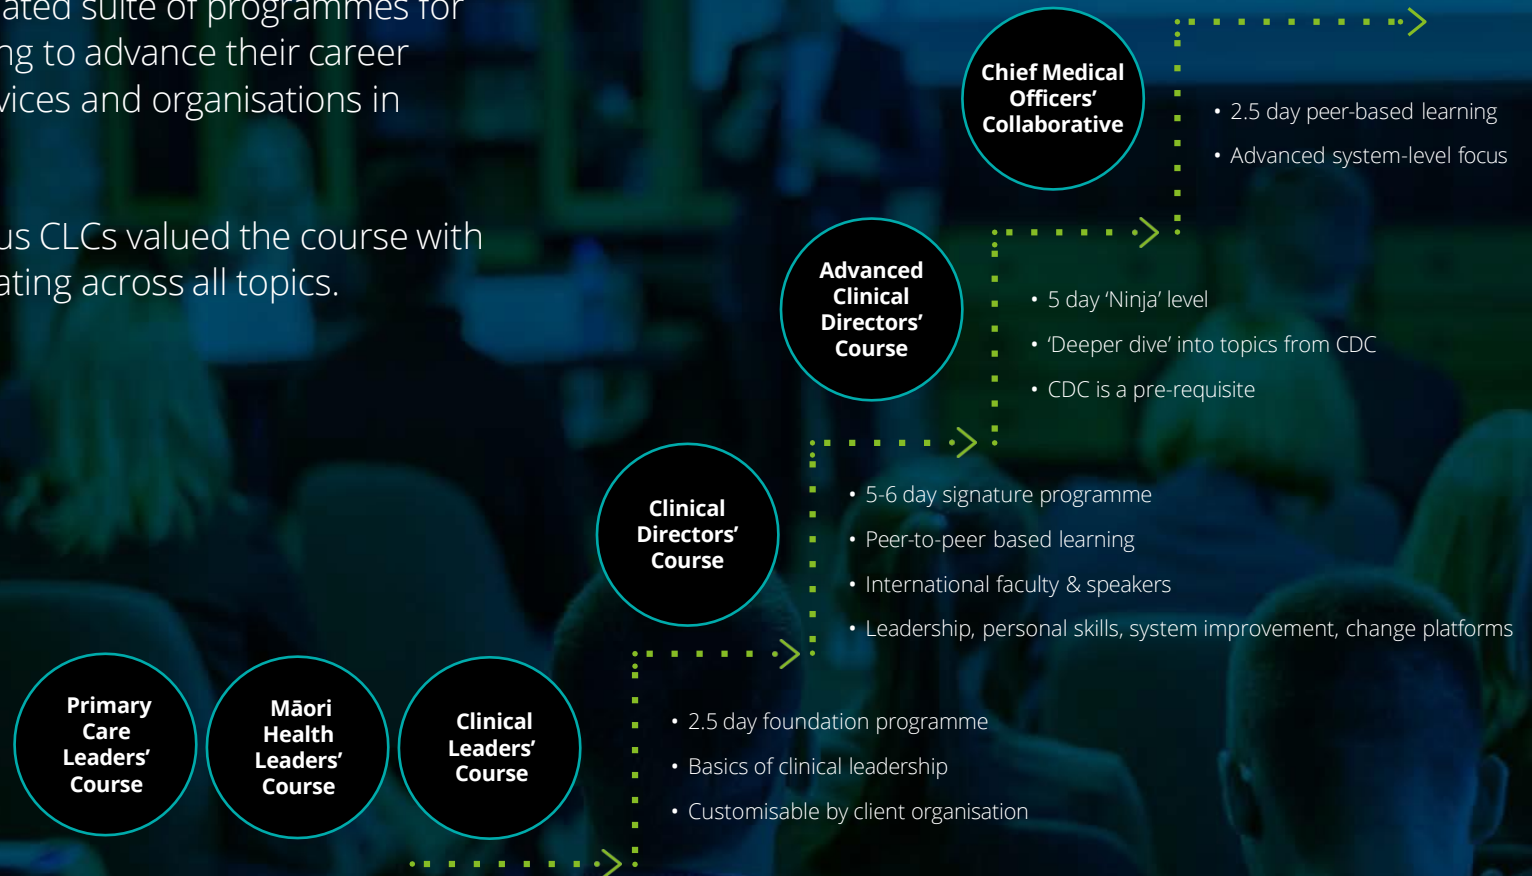 ated suite of programmes for
ng to advance their career
vices and organisations in
us CLCs valued the course with
ating across all topics.
Chief Medical
Officers’
Collaborative
• 2.5 day peer-based learning
• Advanced system-level focus
Advanced
Clinical
Directors’
Course
• 5 day ‘Ninja’ level
• ‘Deeper dive’ into topics from CDC
• CDC is a pre-requisite
Clinical
Directors’
Course
• 5-6 day signature programme
• Peer-to-peer based learning
• International faculty & speakers
• Leadership, personal skills, system improvement, change platforms
Primary
Care
Leaders’
Course
Māori
Health
Leaders’
Course
Clinical
Leaders’
Course
• 2.5 day foundation programme
• Basics of clinical leadership
• Customisable by client organisation